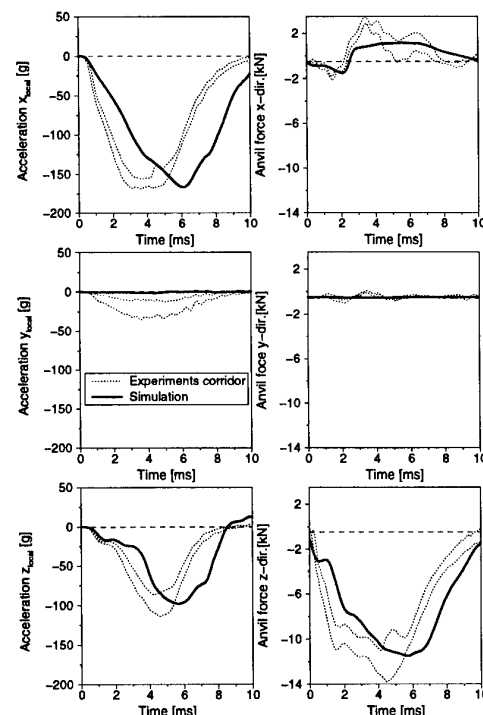 Acceleration x_local [g]
50
0
−50
−100
−150
−200
0 2 4 6 8 10
Time [ms]
Anvil force x−dir.[kN]
2
−2
−6
−10
−14
0 2 4 6 8 10
Time [ms]
Acceleration y_local [g]
50
0
−50
−100
−150
−200
Experiments corridor
Simulation
0 2 4 6 8 10
Time [ms]
Anvil foce y−dir.[kN]
2
−2
−6
−10
−14
0 2 4 6 8 10
Time [ms]
Acceleration z_local [g]
50
0
−50
−100
−150
−200
0 2 4 6 8 10
Time [ms]
Anvil force z−dir.[kN]
2
−2
−6
−10
−14
0 2 4 6 8 10
Time [ms]